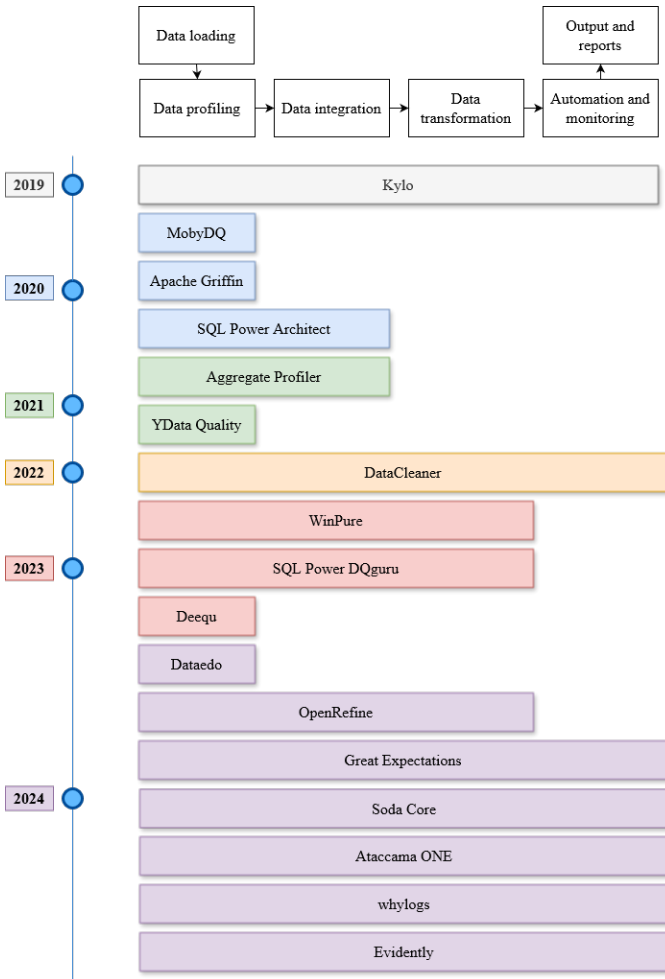 Data loading
Output and
reports
Data profiling
Data integration
Data
transformation
Automation and
monitoring
2019
Kylo
MobyDQ
2020
Apache Griffin
SQL Power Architect
Aggregate Profiler
2021
YData Quality
2022
DataCleaner
WinPure
2023
SQL Power DQguru
Deequ
Dataedo
OpenRefine
Great Expectations
2024
Soda Core
Ataccama ONE
whylogs
Evidently